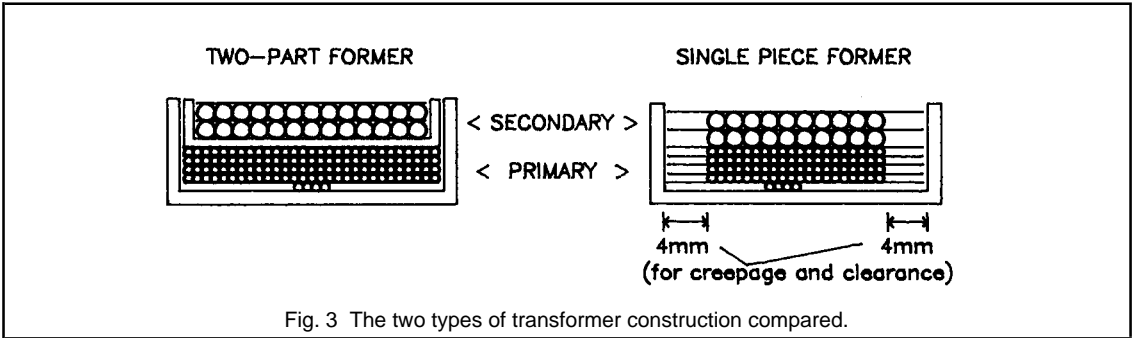 TWO-PART FORMER
SINGLE PIECE FORMER
< SECONDARY >
< PRIMARY >
4mm 4mm
(for creepage and clearance)
Fig. 3 The two types of transformer construction compared.